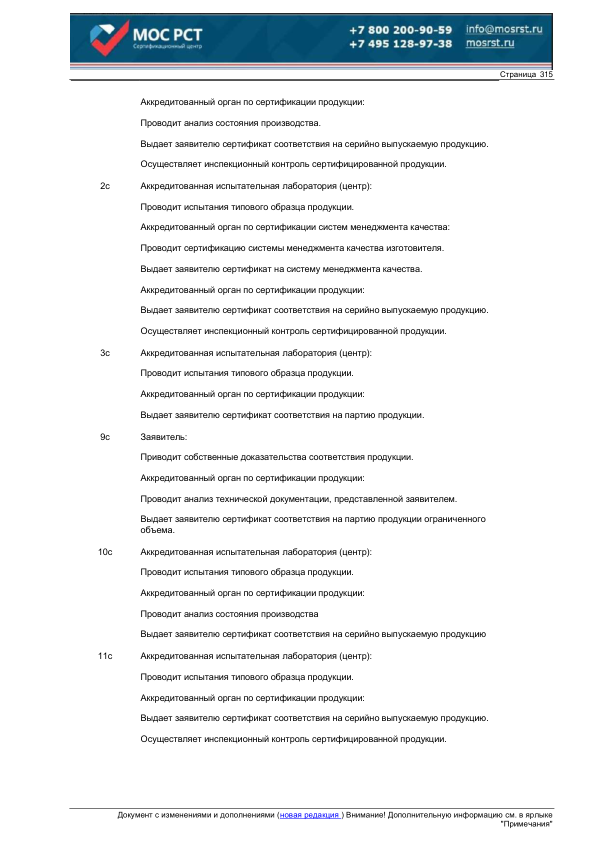 МОС РСТ
Сертификационный центр
+7 800 200-90-59 info@mosrst.ru
+7 495 128-97-38 mosrst.ru
Страница 315
Аккредитованный орган по сертификации продукции:
Проводит анализ состояния производства.
Выдает заявителю сертификат соответствия на серийно выпускаемую продукцию.
Осуществляет инспекционный контроль сертифицированной продукции.
2с Аккредитованная испытательная лаборатория (центр):
Проводит испытания типового образца продукции.
Аккредитованный орган по сертификации систем менеджмента качества:
Проводит сертификацию системы менеджмента качества изготовителя.
Выдает заявителю сертификат на систему менеджмента качества.
Аккредитованный орган по сертификации продукции:
Выдает заявителю сертификат соответствия на серийно выпускаемую продукцию.
Осуществляет инспекционный контроль сертифицированной продукции.
3с Аккредитованная испытательная лаборатория (центр):
Проводит испытания типового образца продукции.
Аккредитованный орган по сертификации продукции:
Выдает заявителю сертификат соответствия на партию продукции.
9с Заявитель:
Приводит собственные доказательства соответствия продукции.
Аккредитованный орган по сертификации продукции:
Проводит анализ технической документации, представленной заявителем.
Выдает заявителю сертификат соответствия на партию продукции ограниченного
объема.
10с Аккредитованная испытательная лаборатория (центр):
Проводит испытания типового образца продукции.
Аккредитованный орган по сертификации продукции:
Проводит анализ состояния производства
Выдает заявителю сертификат соответствия на серийно выпускаемую продукцию
11с Аккредитованная испытательная лаборатория (центр):
Проводит испытания типового образца продукции.
Аккредитованный орган по сертификации продукции:
Выдает заявителю сертификат соответствия на серийно выпускаемую продукцию.
Осуществляет инспекционный контроль сертифицированной продукции.
Документ с изменениями и дополнениями (новая редакция ) Внимание! Дополнительную информацию см. в ярлыке
"Примечания"